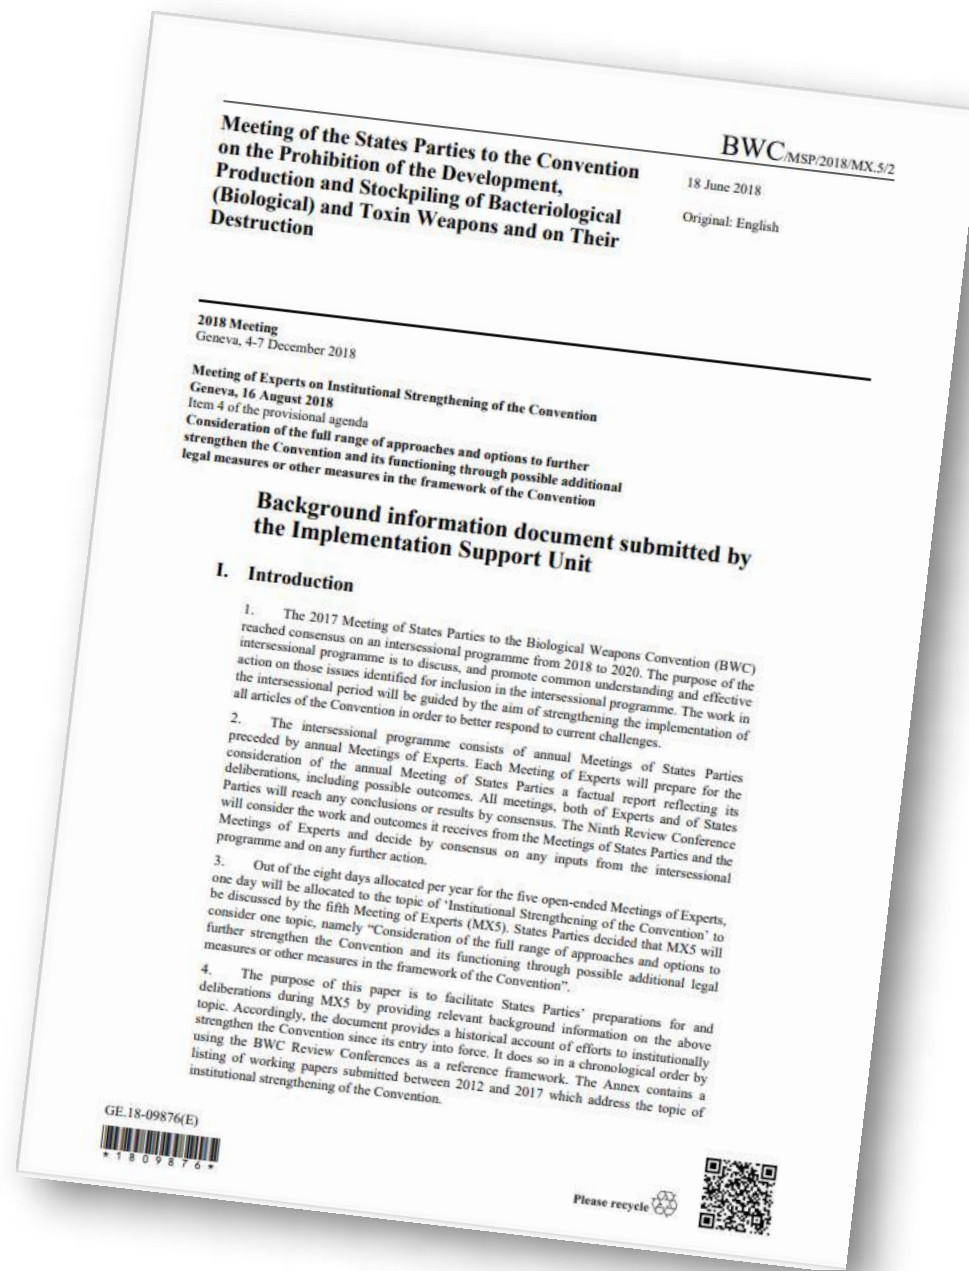 BWC/MSP/2018/MX.5/2
Meeting of the States Parties to the Convention
on the Prohibition of the Development,
Production and Stockpiling of Bacteriological
(Biological) and Toxin Weapons and on Their
Destruction
18 June 2018
Original: English
2018 Meeting
Geneva, 4-7 December 2018
Meeting of Experts on Institutional Strengthening of the Convention
Geneva, 16 August 2018
Item 4 of the provisional agenda
Consideration of the full range of approaches and options to further
strengthen the Convention and its functioning through possible additional
legal measures or other measures in the framework of the Convention
Background information document submitted by
the Implementation Support Unit
I. Introduction
1. The 2017 Meeting of States Parties to the Biological Weapons Convention (BWC)
reached consensus on an intersessional programme from 2018 to 2020. The purpose of the
intersessional programme is to discuss, and promote common understanding and effective
action on those issues identified for inclusion in the intersessional programme. The work in
the intersessional period will be guided by the aim of strengthening the implementation of
all articles of the Convention in order to better respond to current challenges.
2. The intersessional programme consists of annual Meetings of States Parties
preceded by annual Meetings of Experts. Each Meeting of Experts will prepare for the
consideration of the annual Meeting of States Parties a factual report reflecting its
deliberations, including possible outcomes. All meetings, both of Experts and of States
Parties will reach any conclusions or results by consensus. The Ninth Review Conference
will consider the work and outcomes it receives from the Meetings of States Parties and the
Meetings of Experts and decide by consensus on any inputs from the intersessional
programme and on any further action.
3. Out of the eight days allocated per year for the five open-ended Meetings of Experts,
one day will be allocated to the topic of ‘Institutional Strengthening of the Convention’ to
be discussed by the fifth Meeting of Experts (MX5). States Parties decided that MX5 will
consider one topic, namely “Consideration of the full range of approaches and options to
further strengthen the Convention and its functioning through possible additional legal
measures or other measures in the framework of the Convention”.
4. The purpose of this paper is to facilitate States Parties’ preparations for and
deliberations during MX5 by providing relevant background information on the above
topic. Accordingly, the document provides a historical account of efforts to institutionally
strengthen the Convention since its entry into force. It does so in a chronological order by
using the BWC Review Conferences as a reference framework. The Annex contains a
listing of working papers submitted between 2012 and 2017 which address the topic of
institutional strengthening of the Convention.
GE.18-09876(E)
*1809876*
Please recycle